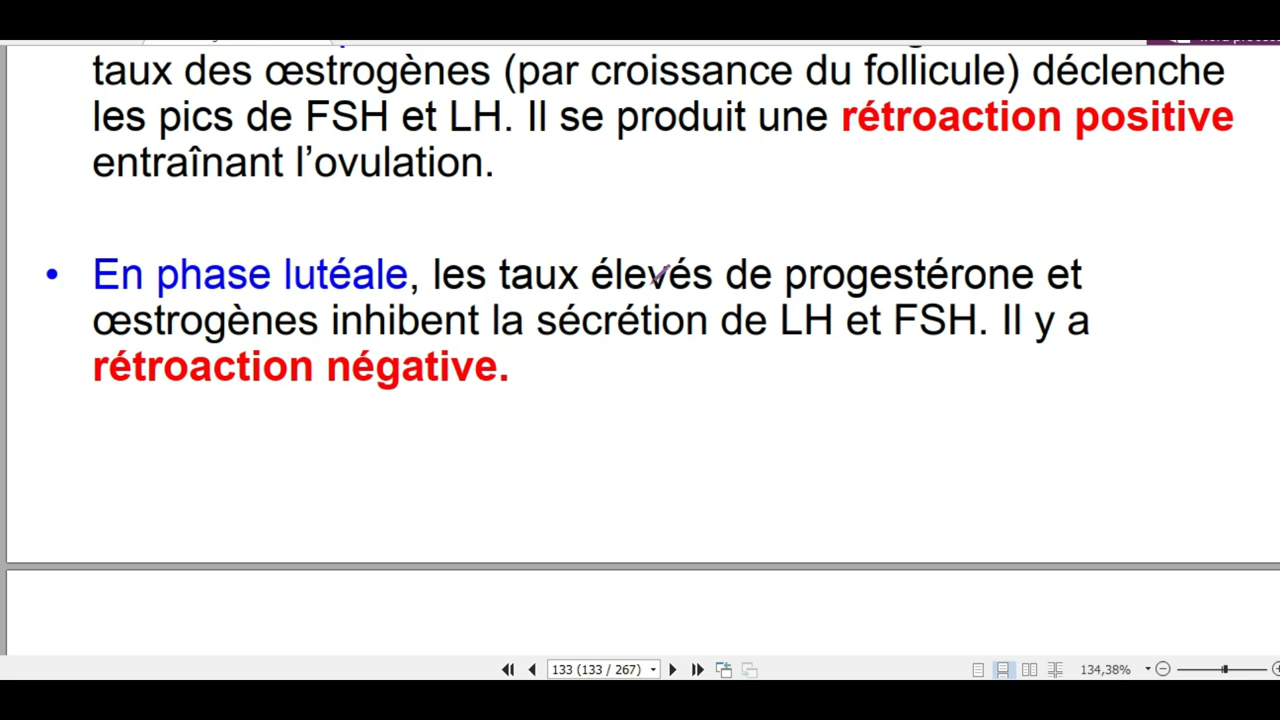 taux des œstrogènes (par croissance du follicule) déclenche
les pics de FSH et LH. Il se produit une rétroaction positive
entraînant l’ovulation.
• En phase lutéale, les taux élevés de progestérone et
œstrogènes inhibent la sécrétion de LH et FSH. Il y a
rétroaction négative.
133 (133 / 267)
134,38%